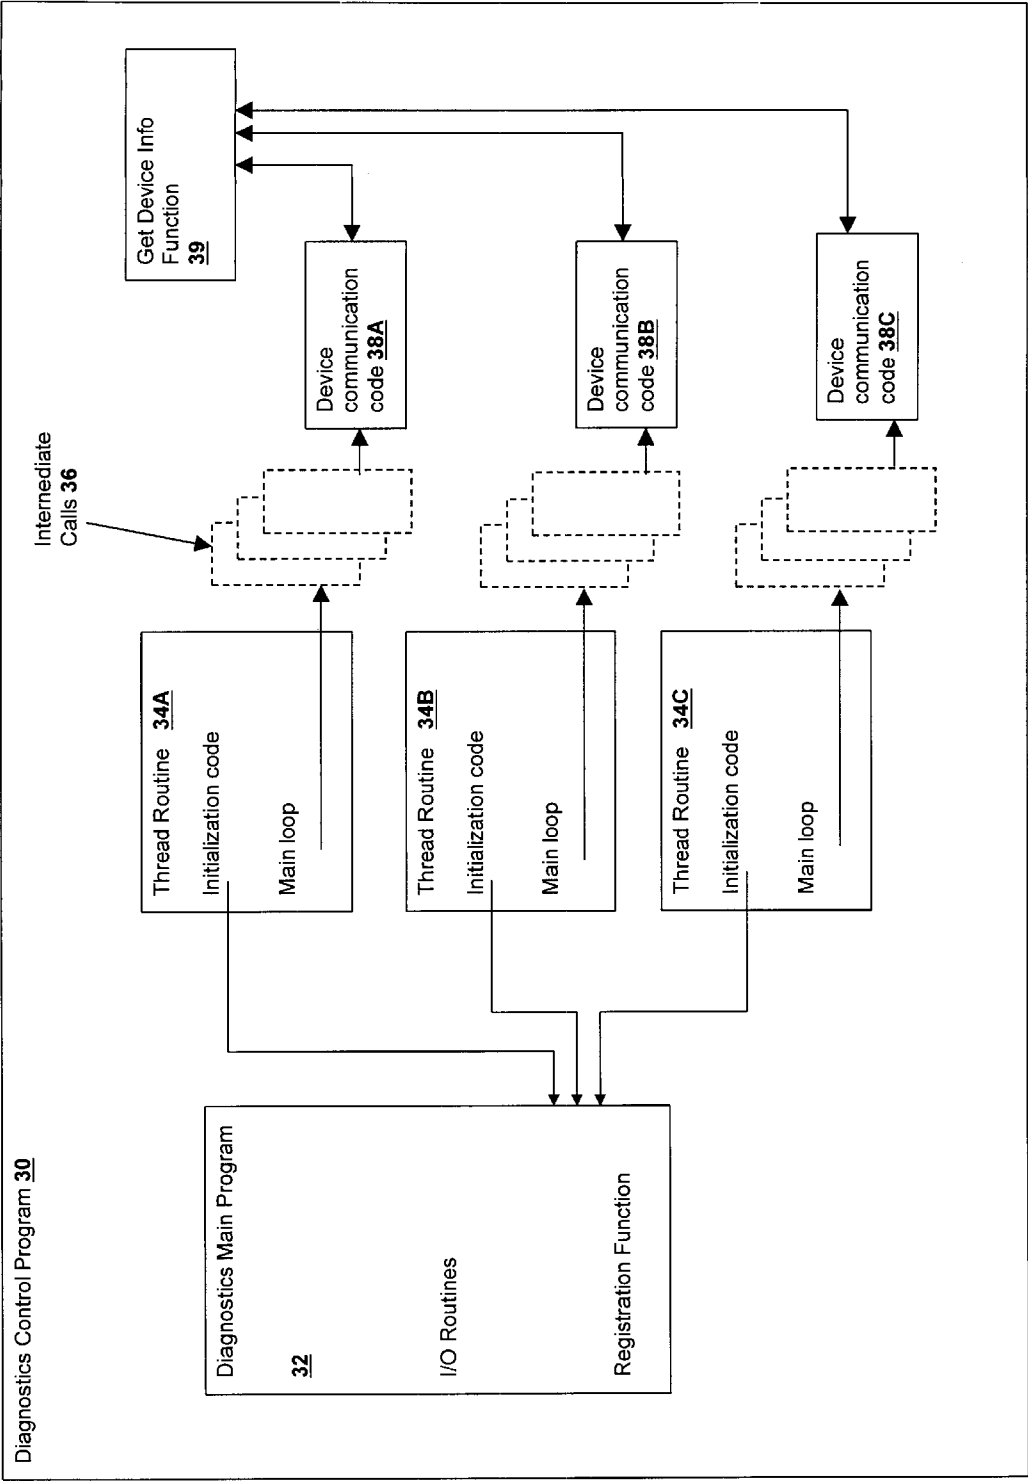 Diagnostics Control Program 30
Diagnostics Main Program
32
I/O Routines
Registration Function
Thread Routine 34A
Initialization code
Main loop
Thread Routine 34B
Initialization code
Main loop
Thread Routine 34C
Initialization code
Main loop
Intermediate
Calls 36
Device
communication
code 38A
Device
communication
code 38B
Device
communication
code 38C
Get Device Info
Function
39